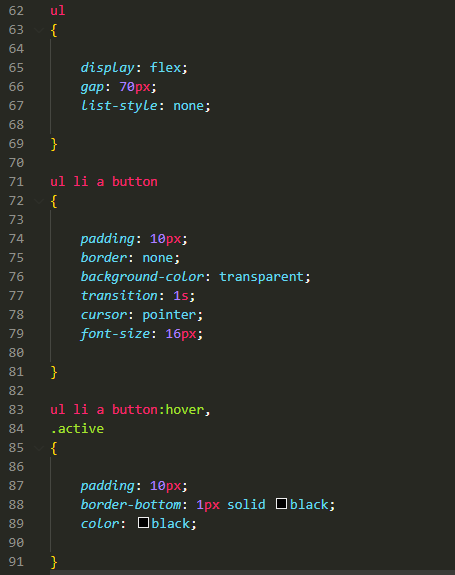 62 ul
63 {
64
65 display: flex;
66 gap: 70px;
67 list-style: none;
68
69 }
70
71 ul li a button
72 {
73
74 padding: 10px;
75 border: none;
76 background-color: transparent;
77 transition: 1s;
78 cursor: pointer;
79 font-size: 16px;
80
81 }
82
83 ul li a button:hover,
84 .active
85 {
86
87 padding: 10px;
88 border-bottom: 1px solid black;
89 color: black;
90
91 }